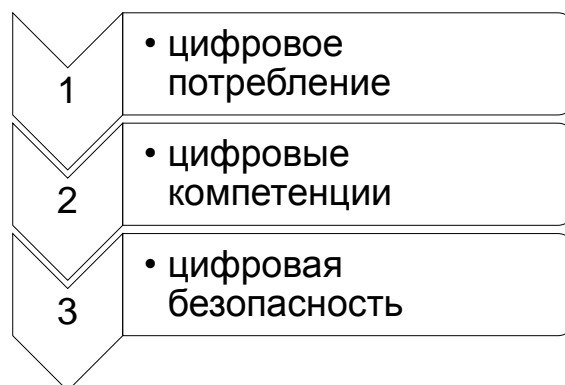 1
• цифровое
потребление
2
• цифровые
компетенции
3
• цифровая
безопасность